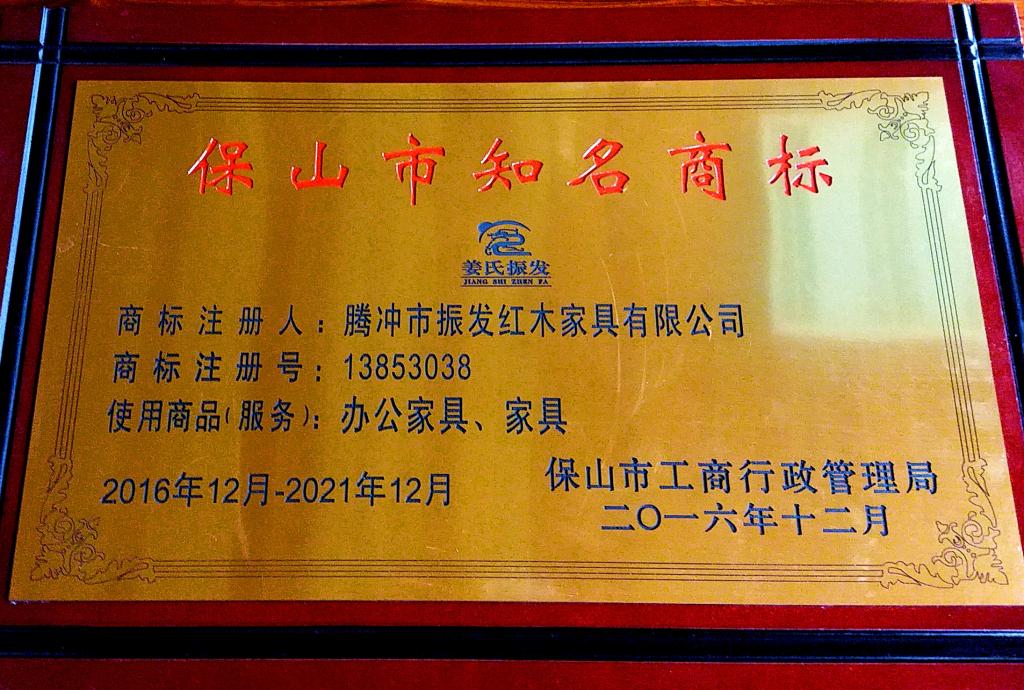 保山市知名商标
姜氏振发
JIANG SHI ZHEN FA
商标注册人：腾冲市振发红木家具有限公司
商标注册号：13853038
使用商品(服务)：办公家具、家具
2016年12月-2021年12月
保山市工商行政管理局
二〇一六年十二月